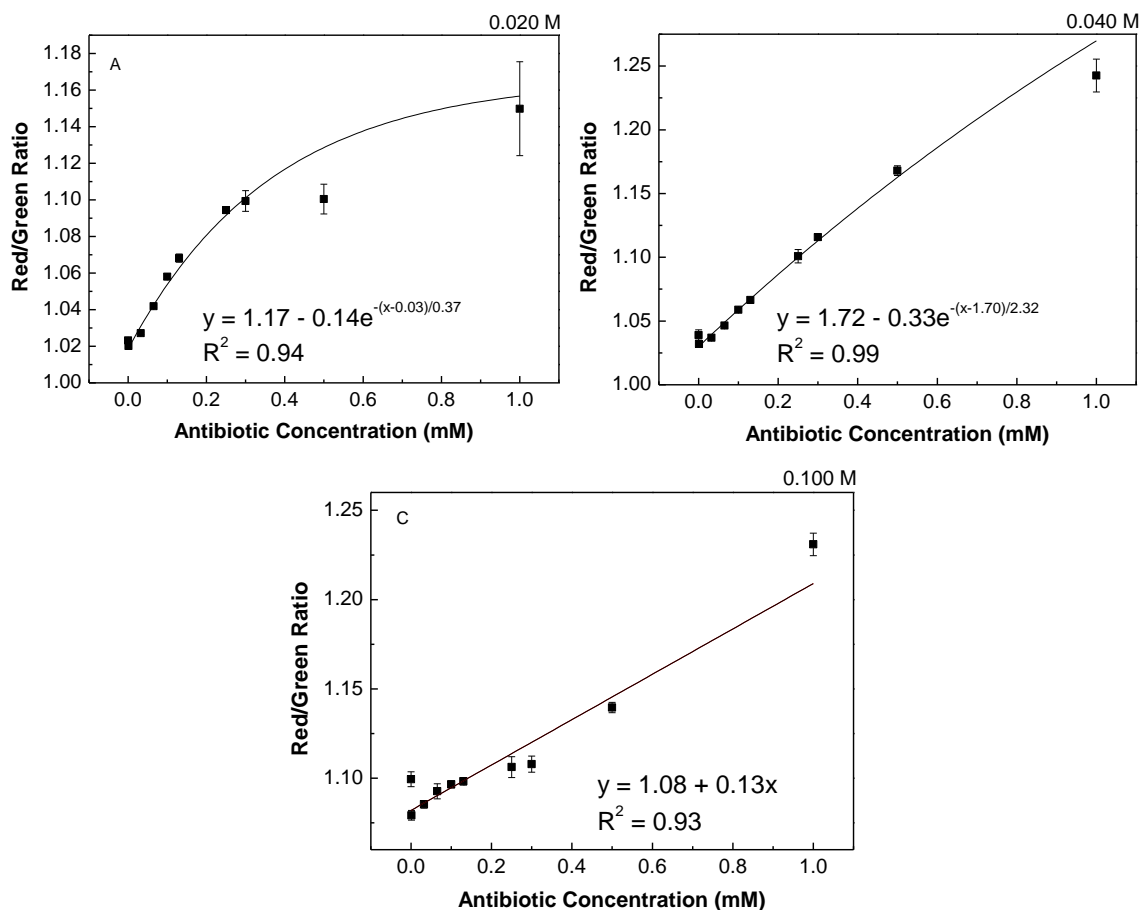 0.020 M
A
1.18
1.16
1.14
1.12
1.10
1.08
1.06
1.04
1.02
1.00
Red/Green Ratio
y = 1.17 - 0.14e^-(x-0.03)/0.37
R² = 0.94
0.0 0.2 0.4 0.6 0.8 1.0
Antibiotic Concentration (mM)
0.040 M
1.25
1.20
1.15
1.10
1.05
1.00
Red/Green Ratio
y = 1.72 - 0.33e^-(x-1.70)/2.32
R² = 0.99
0.0 0.2 0.4 0.6 0.8 1.0
Antibiotic Concentration (mM)
0.100 M
C
1.25
1.20
1.15
1.10
Red/Green Ratio
y = 1.08 + 0.13x
R² = 0.93
0.0 0.2 0.4 0.6 0.8 1.0
Antibiotic Concentration (mM)